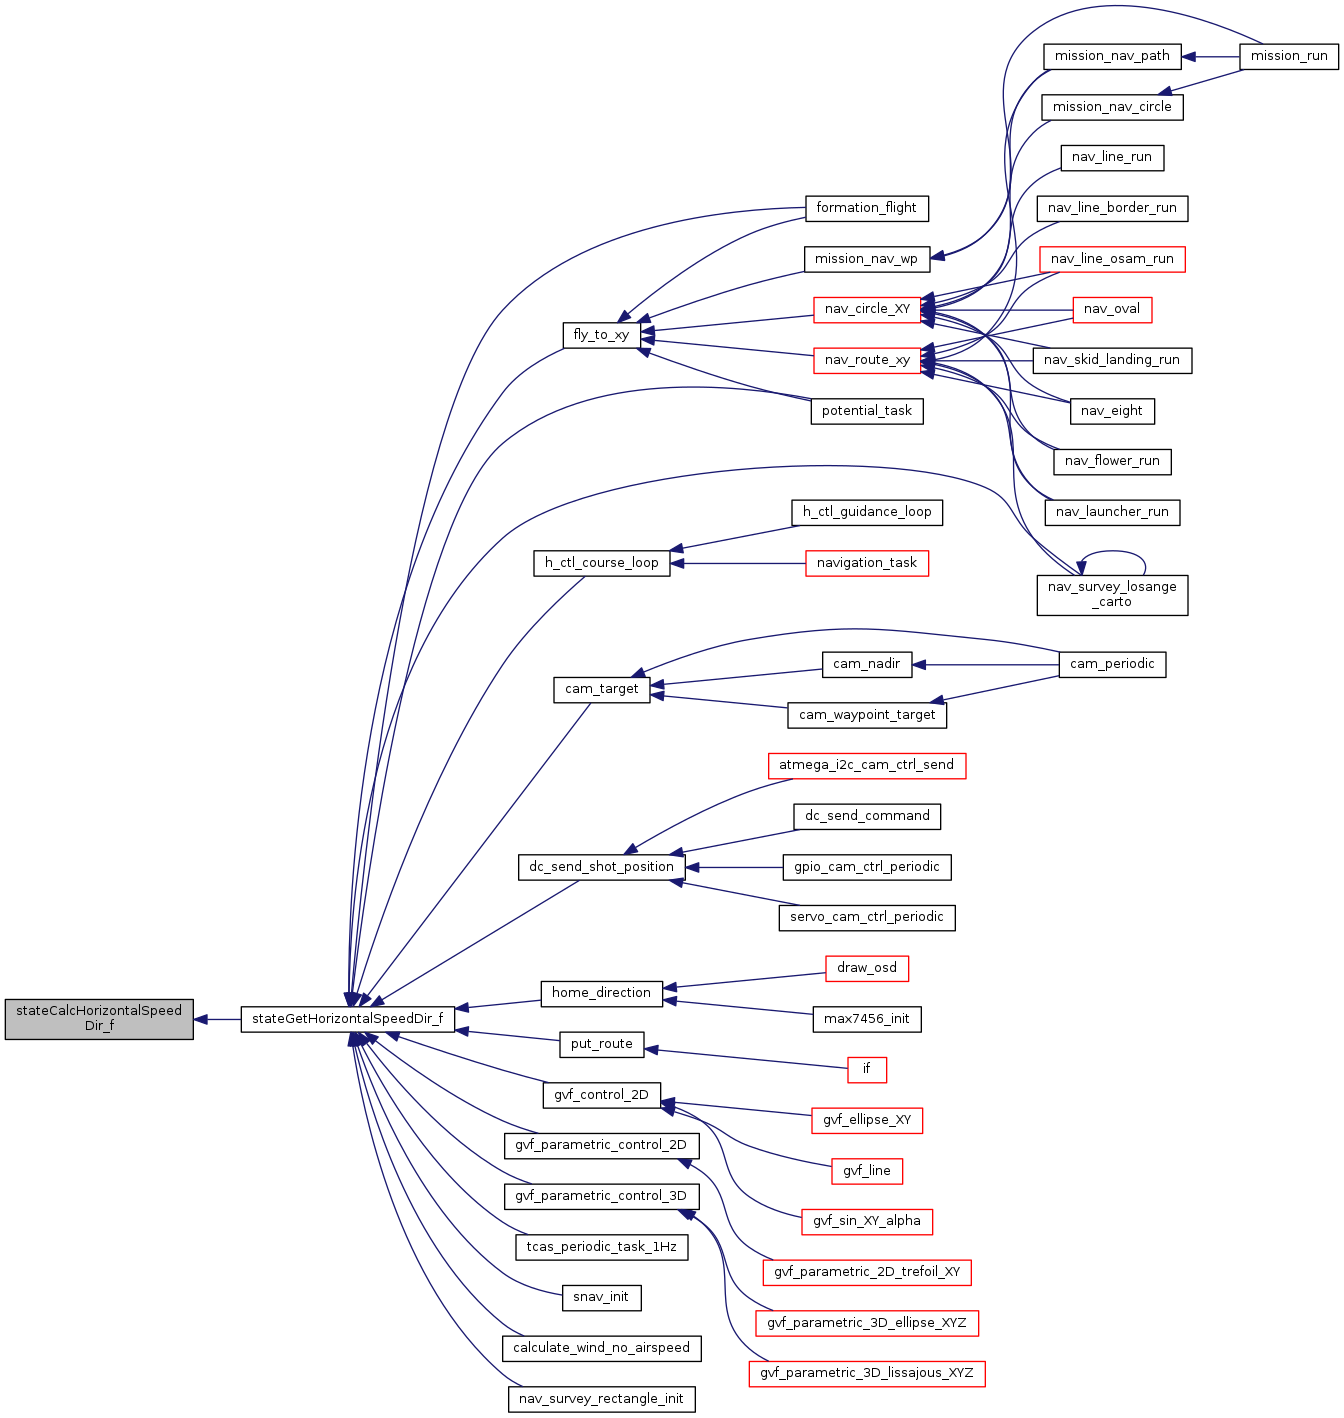 mission_nav_path
mission_run
mission_nav_circle
nav_line_run
formation_flight
nav_line_border_run
mission_nav_wp
nav_line_osam_run
nav_circle_XY
nav_oval
fly_to_xy
nav_route_xy
nav_skid_landing_run
potential_task
nav_eight
nav_flower_run
h_ctl_guidance_loop
nav_launcher_run
h_ctl_course_loop
navigation_task
nav_survey_losange
_carto
cam_nadir
cam_periodic
cam_target
cam_waypoint_target
atmega_i2c_cam_ctrl_send
dc_send_command
dc_send_shot_position
gpio_cam_ctrl_periodic
servo_cam_ctrl_periodic
draw_osd
home_direction
stateCalcHorizontalSpeed
Dir_f
stateGetHorizontalSpeedDir_f
max7456_init
put_route
if
gvf_control_2D
gvf_ellipse_XY
gvf_parametric_control_2D
gvf_line
gvf_parametric_control_3D
gvf_sin_XY_alpha
tcas_periodic_task_1Hz
gvf_parametric_2D_trefoil_XY
snav_init
gvf_parametric_3D_ellipse_XYZ
calculate_wind_no_airspeed
gvf_parametric_3D_lissajous_XYZ
nav_survey_rectangle_init